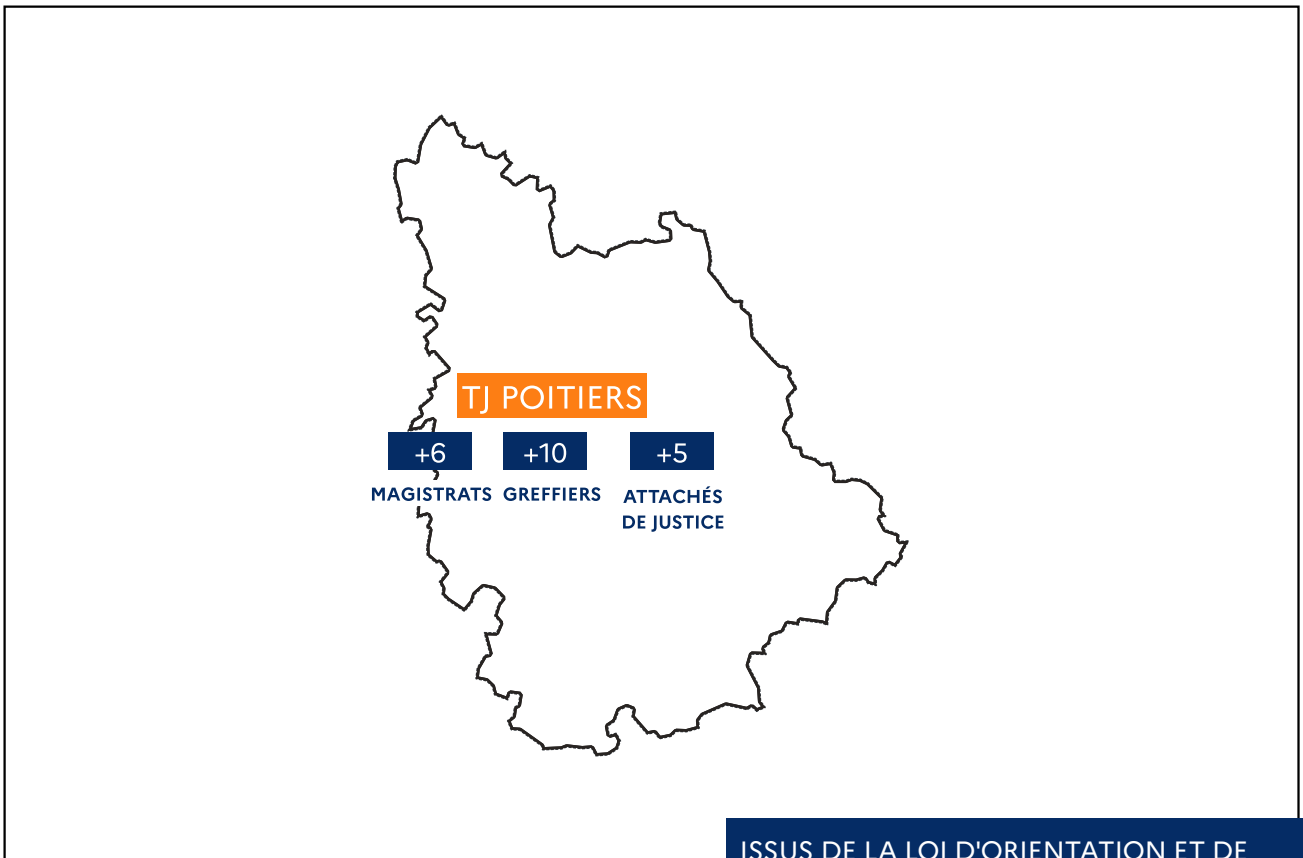 TJ POITIERS
+6
+10
+5
MAGISTRATS
GREFFIERS
ATTACHÉS
DE JUSTICE
ISSUS DE LA LOI D'ORIENTATION ET DE